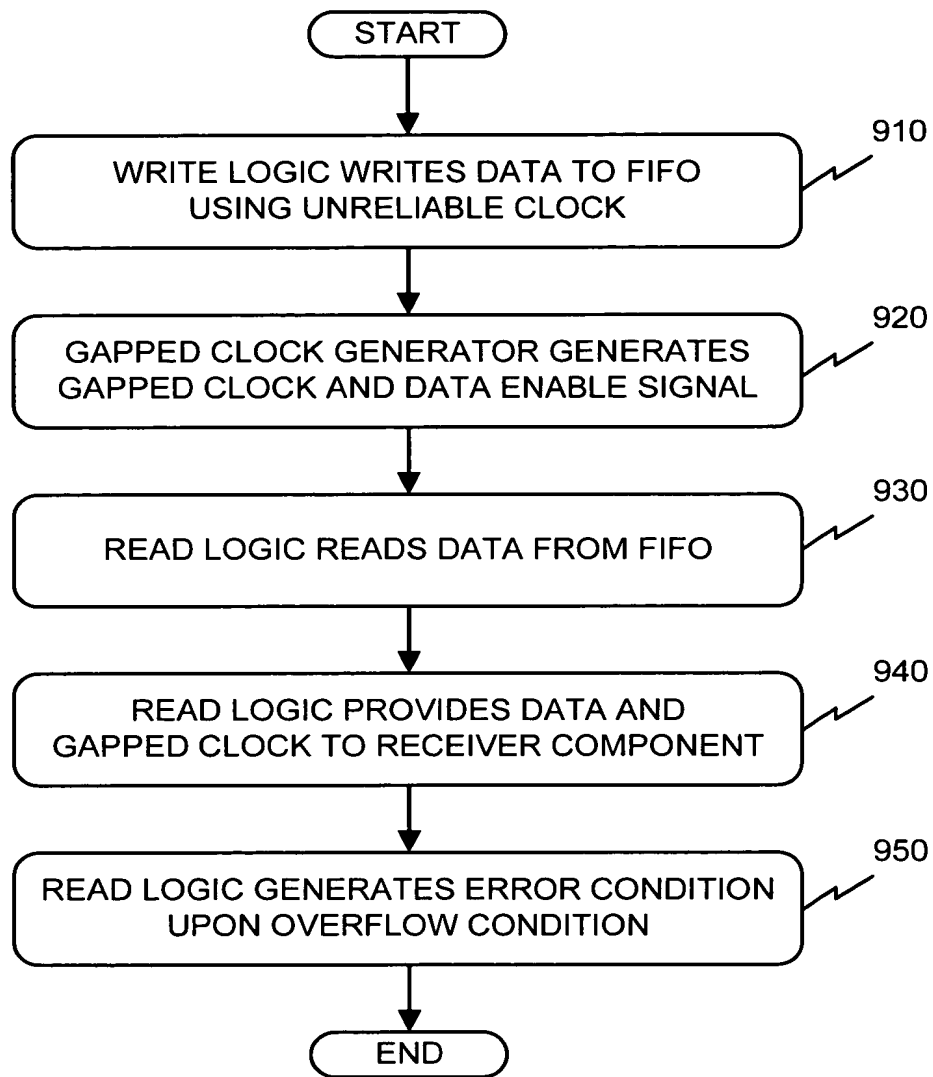 START
910
WRITE LOGIC WRITES DATA TO FIFO
USING UNRELIABLE CLOCK
920
GAPPED CLOCK GENERATOR GENERATES
GAPPED CLOCK AND DATA ENABLE SIGNAL
930
READ LOGIC READS DATA FROM FIFO
940
READ LOGIC PROVIDES DATA AND
GAPPED CLOCK TO RECEIVER COMPONENT
950
READ LOGIC GENERATES ERROR CONDITION
UPON OVERFLOW CONDITION
END